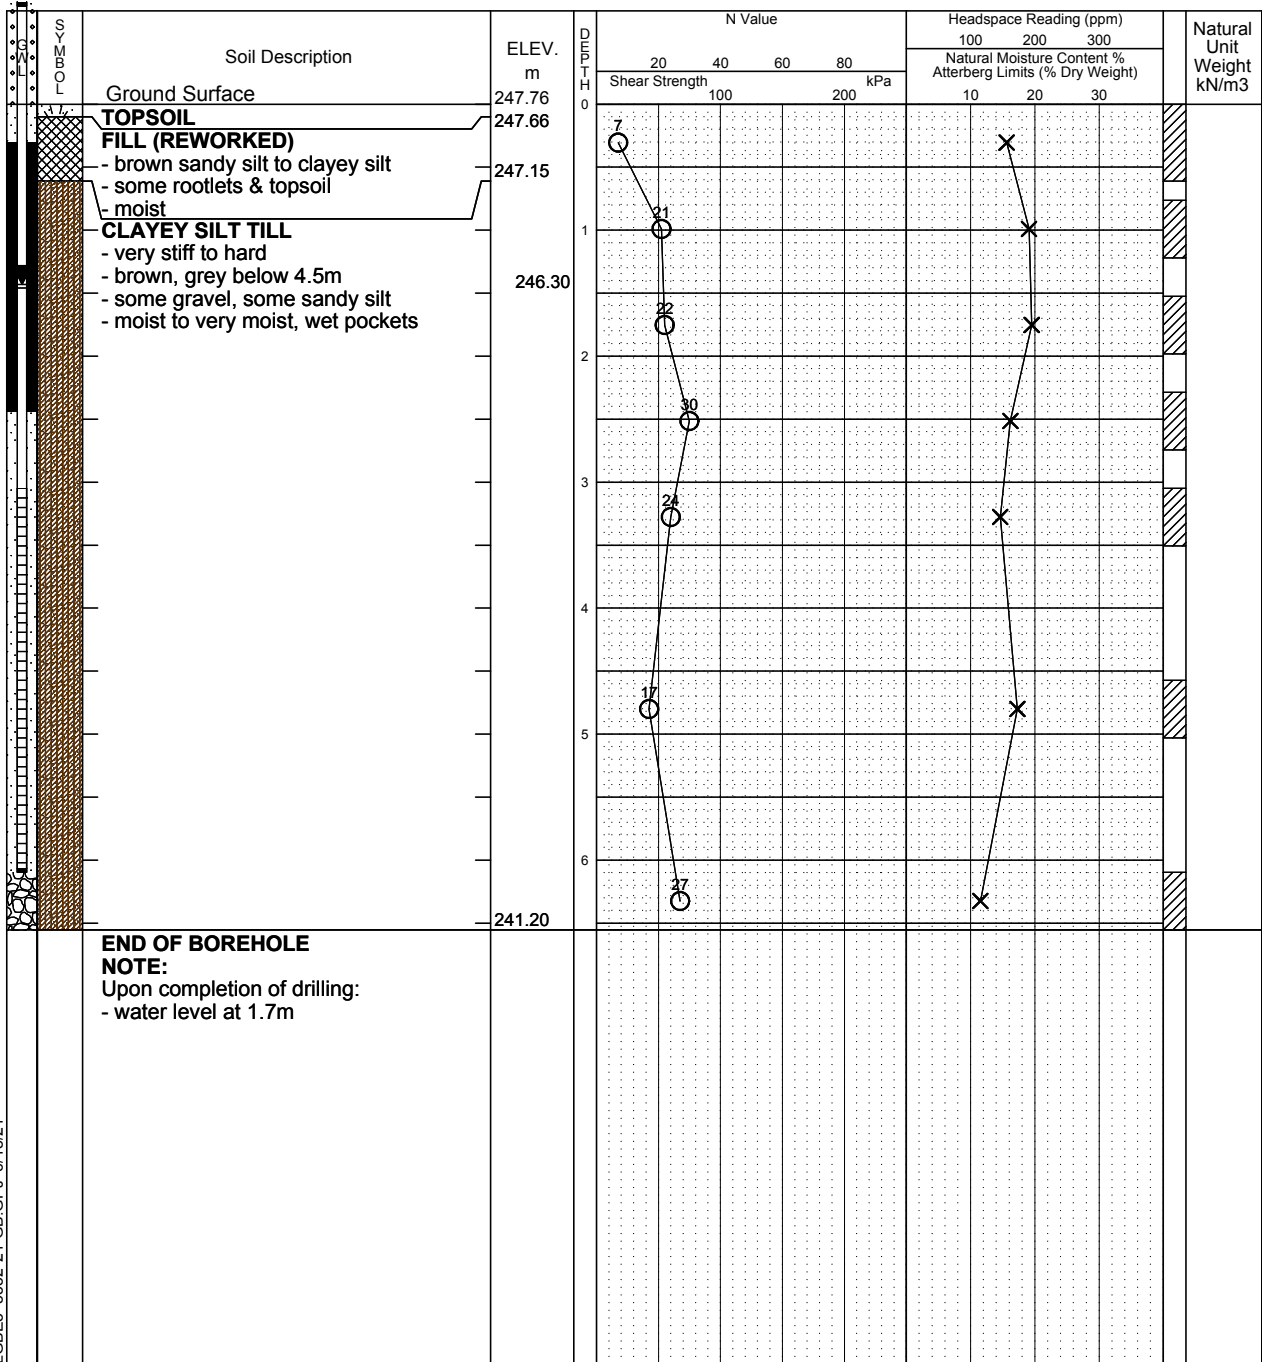 GWL
SYMBOL
Soil Description
ELEV.
m
DEPTH
N Value
20 40 60 80
Shear Strength kPa
100 200
Headspace Reading (ppm)
100 200 300
Natural Moisture Content %
Atterberg Limits (% Dry Weight)
10 20 30
Natural
Unit
Weight
kN/m3
Ground Surface 247.76 0
TOPSOIL 247.66
7
FILL (REWORKED)
- brown sandy silt to clayey silt 247.15
- some rootlets & topsoil
- moist
21
CLAYEY SILT TILL 1
- very stiff to hard
- brown, grey below 4.5m 246.30
- some gravel, some sandy silt
22
- moist to very moist, wet pockets
2
30
3
24
4
17
5
6
27
241.20
END OF BOREHOLE
NOTE:
Upon completion of drilling:
- water level at 1.7m